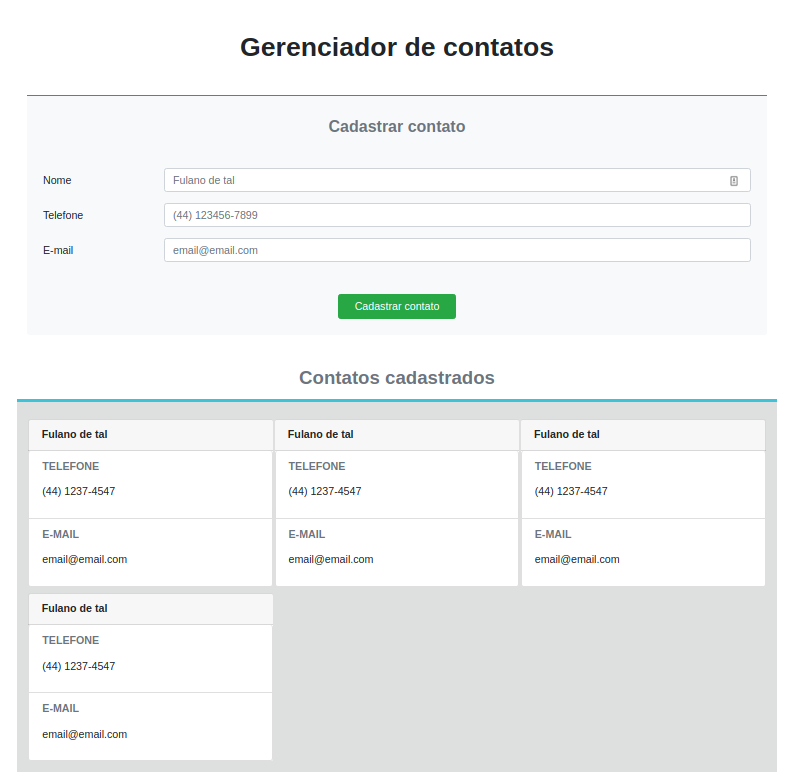 Gerenciador de contatos
Cadastrar contato
Nome
Fulano de tal
Telefone
(44) 123456-7899
E-mail
email@email.com
Cadastrar contato
Contatos cadastrados
Fulano de tal
TELEFONE
(44) 1237-4547
E-MAIL
email@email.com
Fulano de tal
TELEFONE
(44) 1237-4547
E-MAIL
email@email.com
Fulano de tal
TELEFONE
(44) 1237-4547
E-MAIL
email@email.com
Fulano de tal
TELEFONE
(44) 1237-4547
E-MAIL
email@email.com